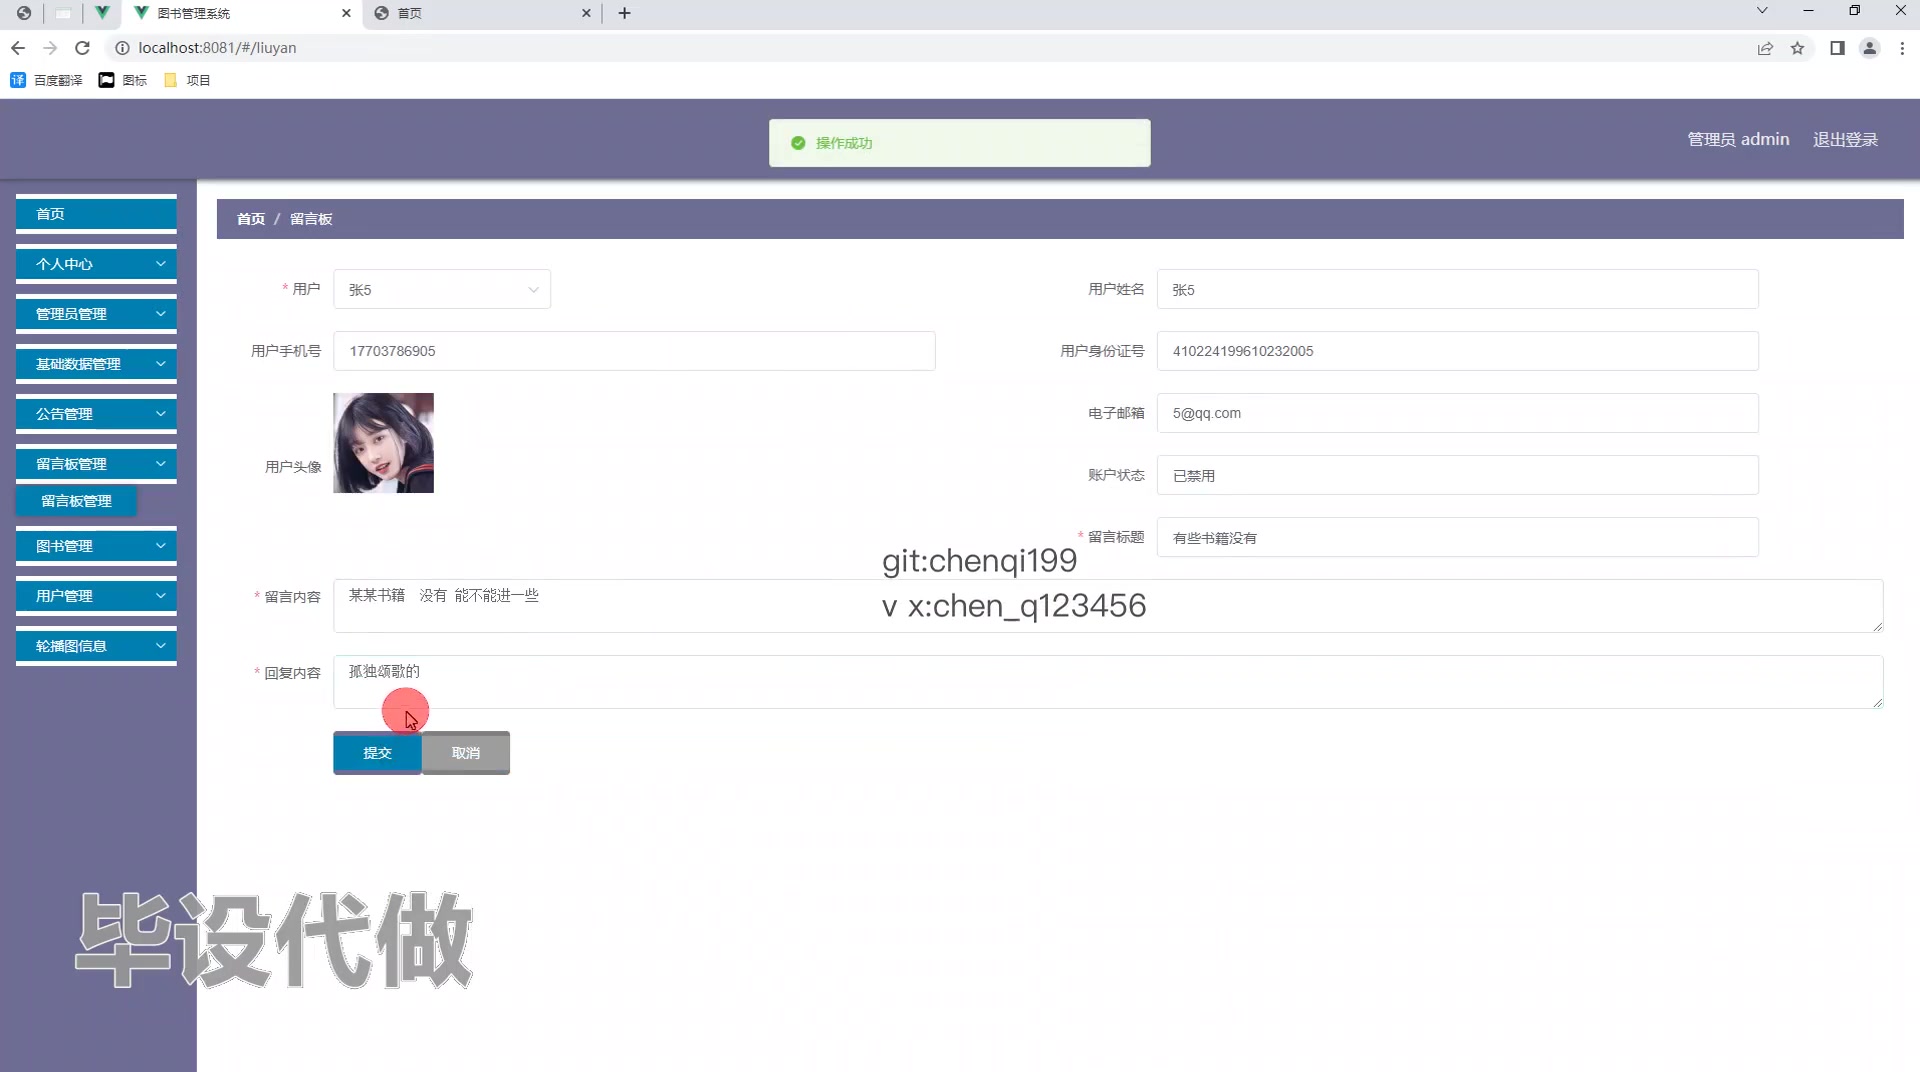 图书管理系统
首页
localhost:8081/#/liuyan
百度翻译
图标
项目
操作成功
管理员 admin
退出登录
首页
个人中心
管理员管理
基础数据管理
公告管理
留言板管理
留言板管理
图书管理
用户管理
轮播图信息
首页 / 留言板
* 用户 张5
用户姓名 张5
用户手机号 17703786905
用户身份证号 410224199610232005
用户头像
电子邮箱 5@qq.com
账户状态 已禁用
* 留言标题 有些书籍没有
git:chenqi199
* 留言内容 某某书籍 没有 能不能进一些
v x:chen_q123456
* 回复内容 孤独颂歌的
提交
取消
毕设代做